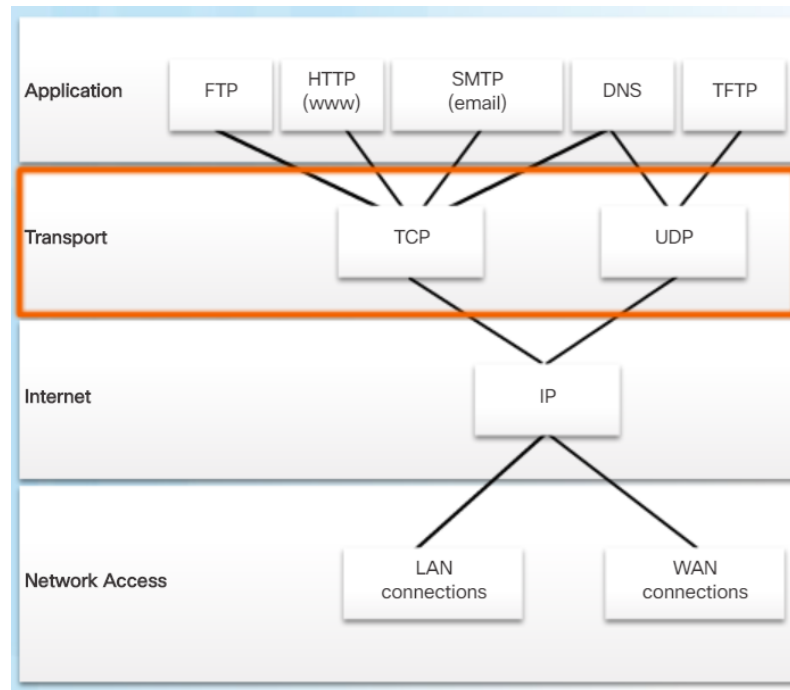 Application
FTP
HTTP
(www)
SMTP
(email)
DNS
TFTP
Transport
TCP
UDP
Internet
IP
Network Access
LAN
connections
WAN
connections